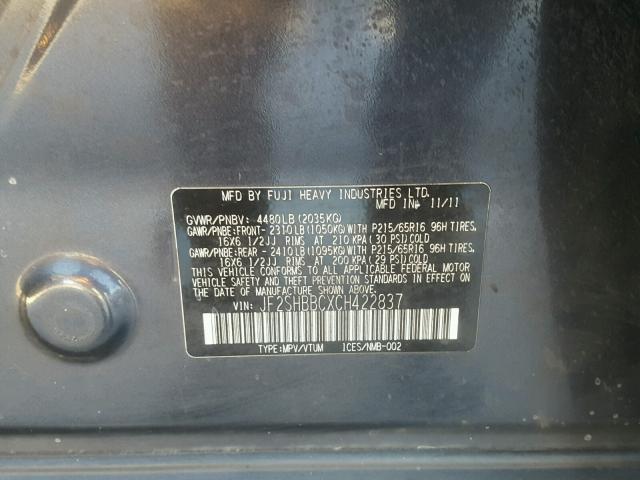 MFD BY FUJI HEAVY INDUSTRIES LTD.
MFD IN 11/11
GVWR/PNBV: 4480LB(2035KG)
GAWR/PNBE:FRONT- 2310LB(1050KG)WITH P215/65R16 96H TIRES.
16X6 1/2JJ RIMS AT 210 KPA(30 PSI)COLD
GAWR/PNBE:REAR - 2410LB(1095KG)WITH P215/65R16 96H TIRES.
16X6 1/2JJ RIMS AT 200 KPA(29 PSI)COLD
THIS VEHICLE CONFORMS TO ALL APPLICABLE FEDERAL MOTOR
VEHICLE SAFETY AND THEFT PREVENTION STANDARDS IN EFFECT ON THE
DATE OF MANUFACTURE SHOWN ABOVE.
VIN: JF2SHBBCXCH422837
TYPE:MPV/VTUM ICES/NMB-002